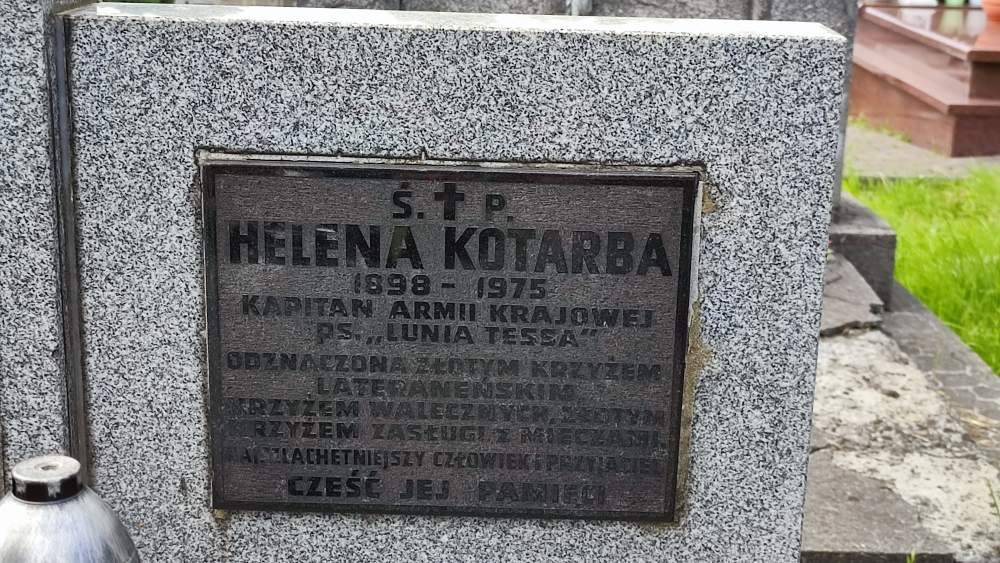 Ś. ✝ P.
HELENA KOTARBA
1898 - 1975
KAPITAN ARMII KRAJOWEJ
PS. „LUNIA TESSA”
ODZNACZONA ZŁOTYM KRZYŻEM
LATERANEŃSKIM
KRZYŻEM WALECZNYCH, ZŁOTYM
KRZYŻEM ZASŁUGI Z MIECZAMI.
NAJSZLACHETNIEJSZY CZŁOWIEK I PRZYJACIEL
CZEŚĆ JEJ PAMIĘCI